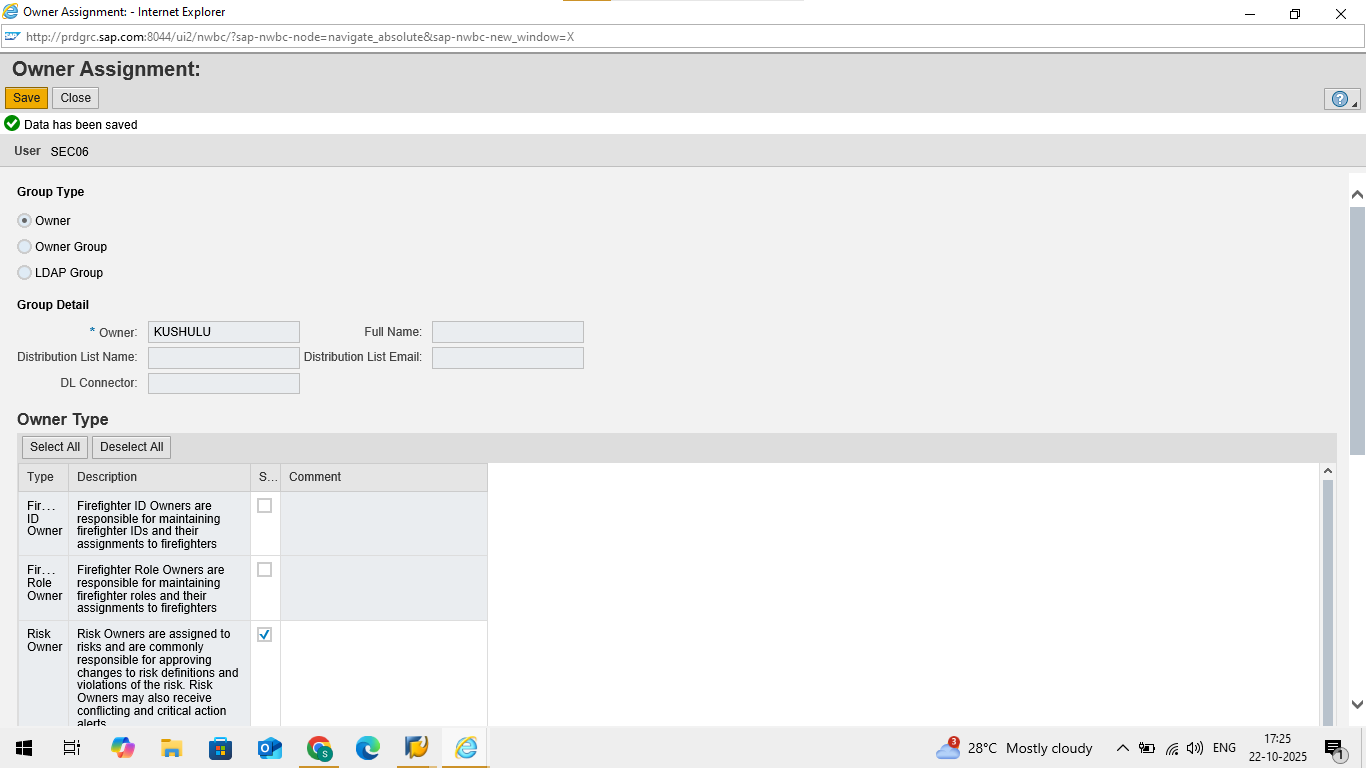 Owner Assignment: - Internet Explorer
http://prdgrc.sap.com:8044/ui2/nwbc/?sap-nwbc-node=navigate_absolute&sap-nwbc-new_window=X
Owner Assignment:
Save Close
Data has been saved
User SEC06
Group Type
Owner
Owner Group
LDAP Group
Group Detail
* Owner: KUSHULU Full Name:
Distribution List Name: Distribution List Email:
DL Connector:
Owner Type
Select All Deselect All
Type Description S... Comment
Fir... ID Owner
Firefighter ID Owners are
responsible for maintaining
firefighter IDs and their
assignments to firefighters
Fir... Role Owner
Firefighter Role Owners are
responsible for maintaining
firefighter roles and their
assignments to firefighters
Risk Owner
Risk Owners are assigned to
risks and are commonly
responsible for approving
changes to risk definitions and
violations of the risk. Risk
Owners may also receive
conflicting and critical action
alerts
3 28°C Mostly cloudy ENG 17:25
22-10-2025 1